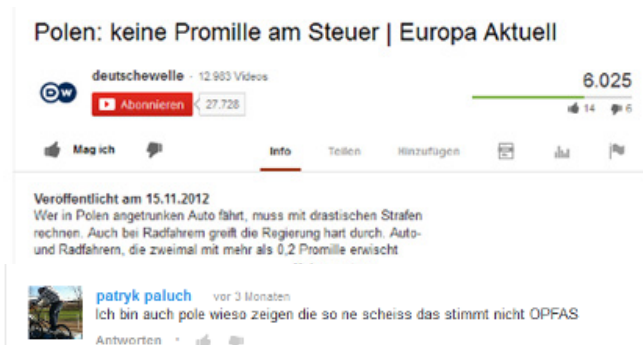 Polen: keine Promille am Steuer | Europa Aktuell
deutschewelle · 12.983 Videos
DW
Abonnieren 27.728
6.025
14 6
Mag ich Info Teilen Hinzufügen
Veröffentlicht am 15.11.2012
Wer in Polen angetrunken Auto fährt, muss mit drastischen Strafen
rechnen. Auch bei Radfahrern greift die Regierung hart durch. Auto-
und Radfahrern, die zweimal mit mehr als 0,2 Promille erwischt
patryk paluch vor 3 Monaten
Ich bin auch pole wieso zeigen die so ne scheiss das stimmt nicht OPFAS
Antworten ·